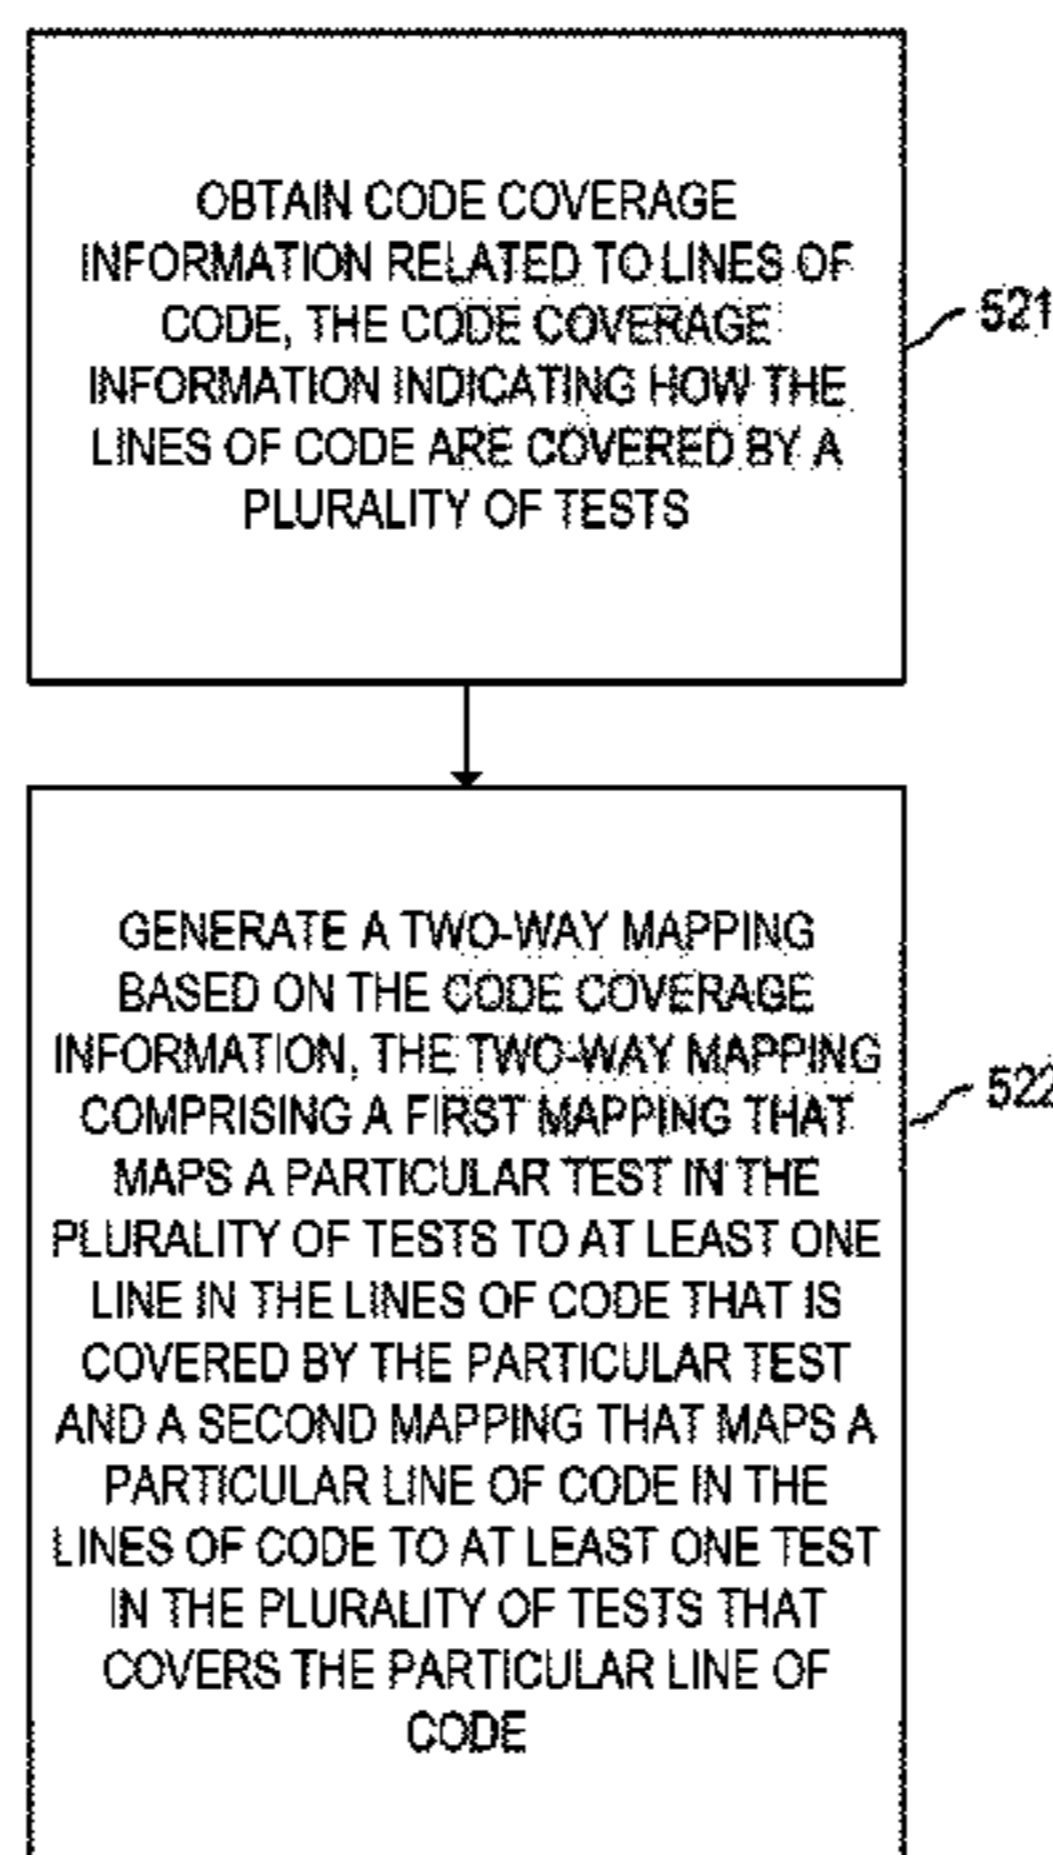 OBTAIN CODE COVERAGE
INFORMATION RELATED TO LINES OF
CODE, THE CODE COVERAGE
INFORMATION INDICATING HOW THE
LINES OF CODE ARE COVERED BY A
PLURALITY OF TESTS
521
GENERATE A TWO-WAY MAPPING
BASED ON THE CODE COVERAGE
INFORMATION, THE TWO-WAY MAPPING
COMPRISING A FIRST MAPPING THAT
MAPS A PARTICULAR TEST IN THE
PLURALITY OF TESTS TO AT LEAST ONE
LINE IN THE LINES OF CODE THAT IS
COVERED BY THE PARTICULAR TEST
AND A SECOND MAPPING THAT MAPS A
PARTICULAR LINE OF CODE IN THE
LINES OF CODE TO AT LEAST ONE TEST
IN THE PLURALITY OF TESTS THAT
COVERS THE PARTICULAR LINE OF
CODE
522